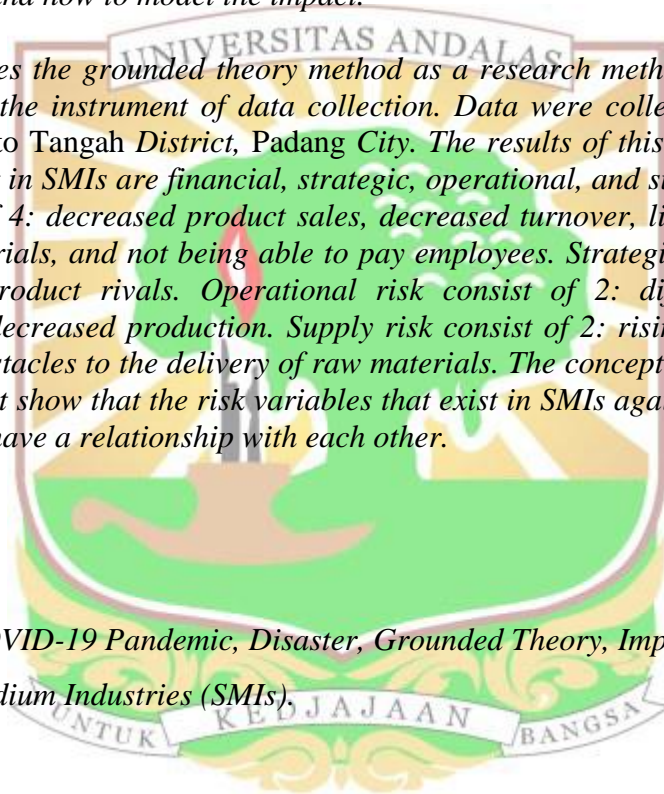 and how to model the impact.
UNIVERSITAS ANDALAS
es the grounded theory method as a research meth
the instrument of data collection. Data were colle
to Tangah District, Padang City. The results of this
in SMIs are financial, strategic, operational, and s
f 4: decreased product sales, decreased turnover, li
rials, and not being able to pay employees. Strategi
roduct rivals. Operational risk consist of 2: di
decreased production. Supply risk consist of 2: risin
stacles to the delivery of raw materials. The concept
t show that the risk variables that exist in SMIs aga
have a relationship with each other.
OVID-19 Pandemic, Disaster, Grounded Theory, Imp
dium Industries (SMIs).
UNTUK KEDJAJAAN BANGSA